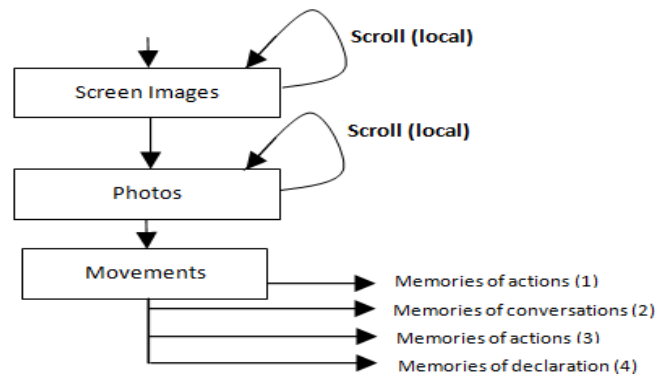 Scroll (local)
Screen Images
Scroll (local)
Photos
Movements
Memories of actions (1)
Memories of conversations (2)
Memories of actions (3)
Memories of declaration (4)